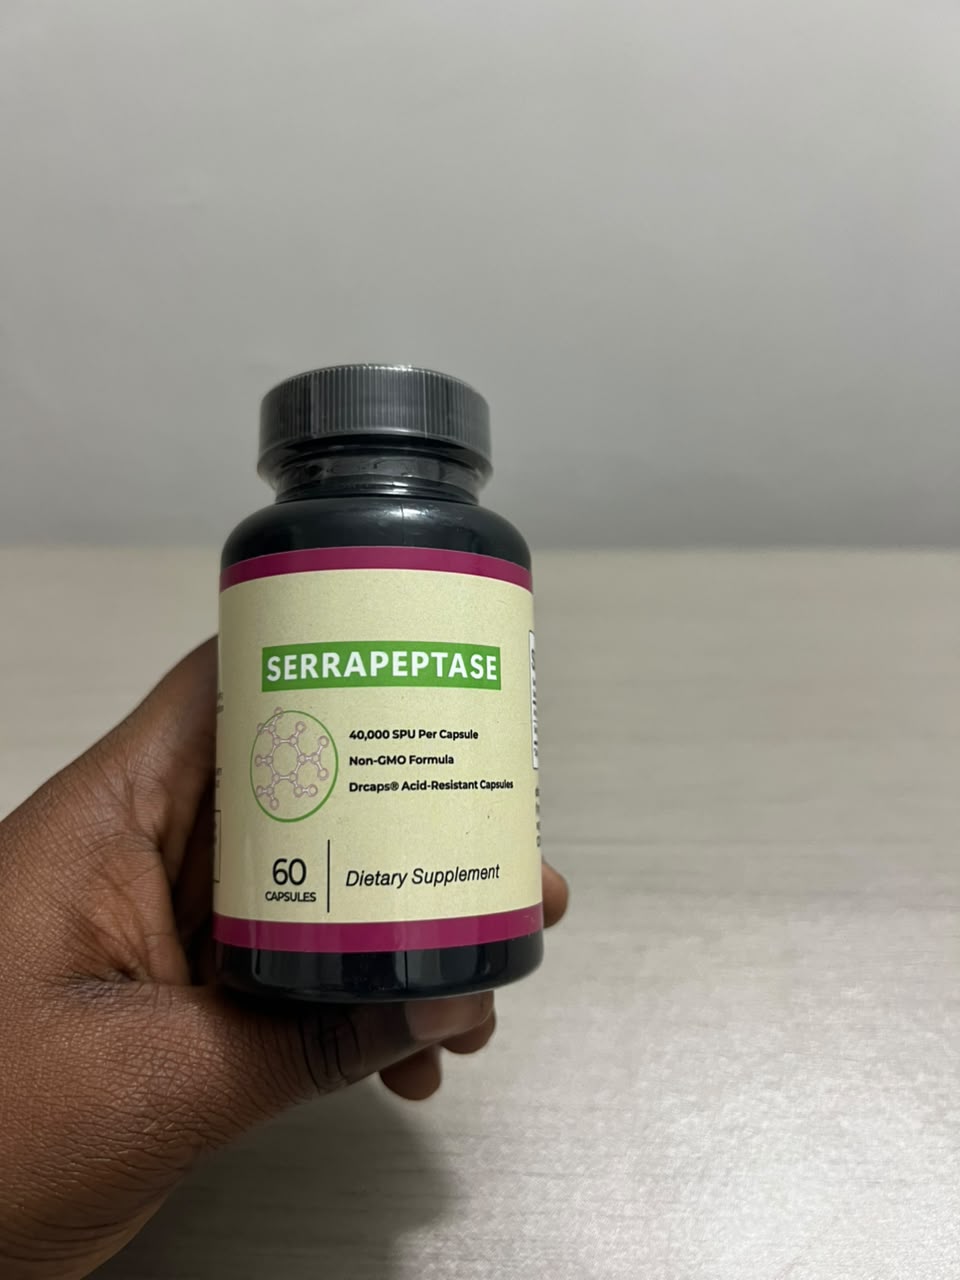 SERRAPEPTASE
40,000 SPU Per Capsule
Non-GMO Formula
Drcaps® Acid-Resistant Capsules
60
CAPSULES
Dietary Supplement